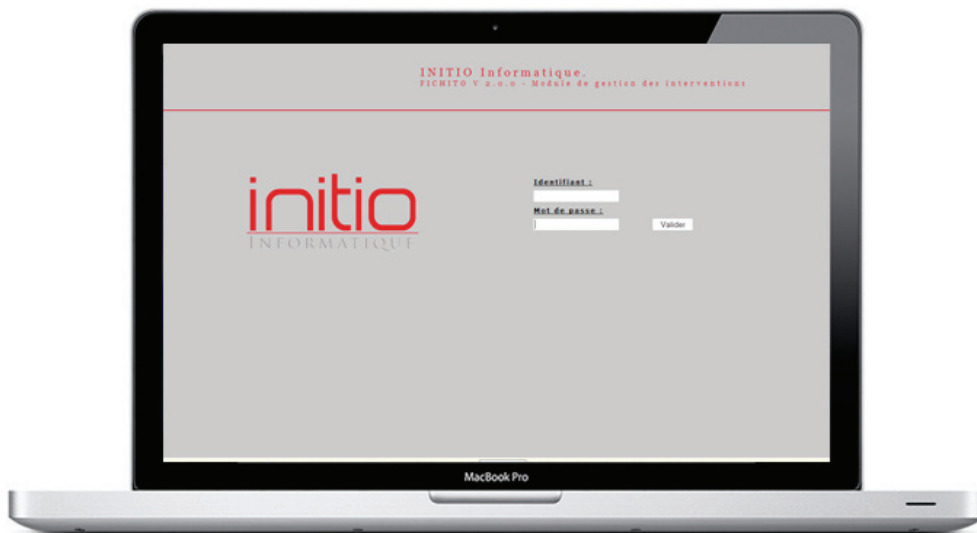 INITIO Informatique.
PICHITO V 2.0.0 - Module de gestion des interventions
initio
INFORMATIQUE
Identifiant :
Mot de passe :
Valider
MacBook Pro